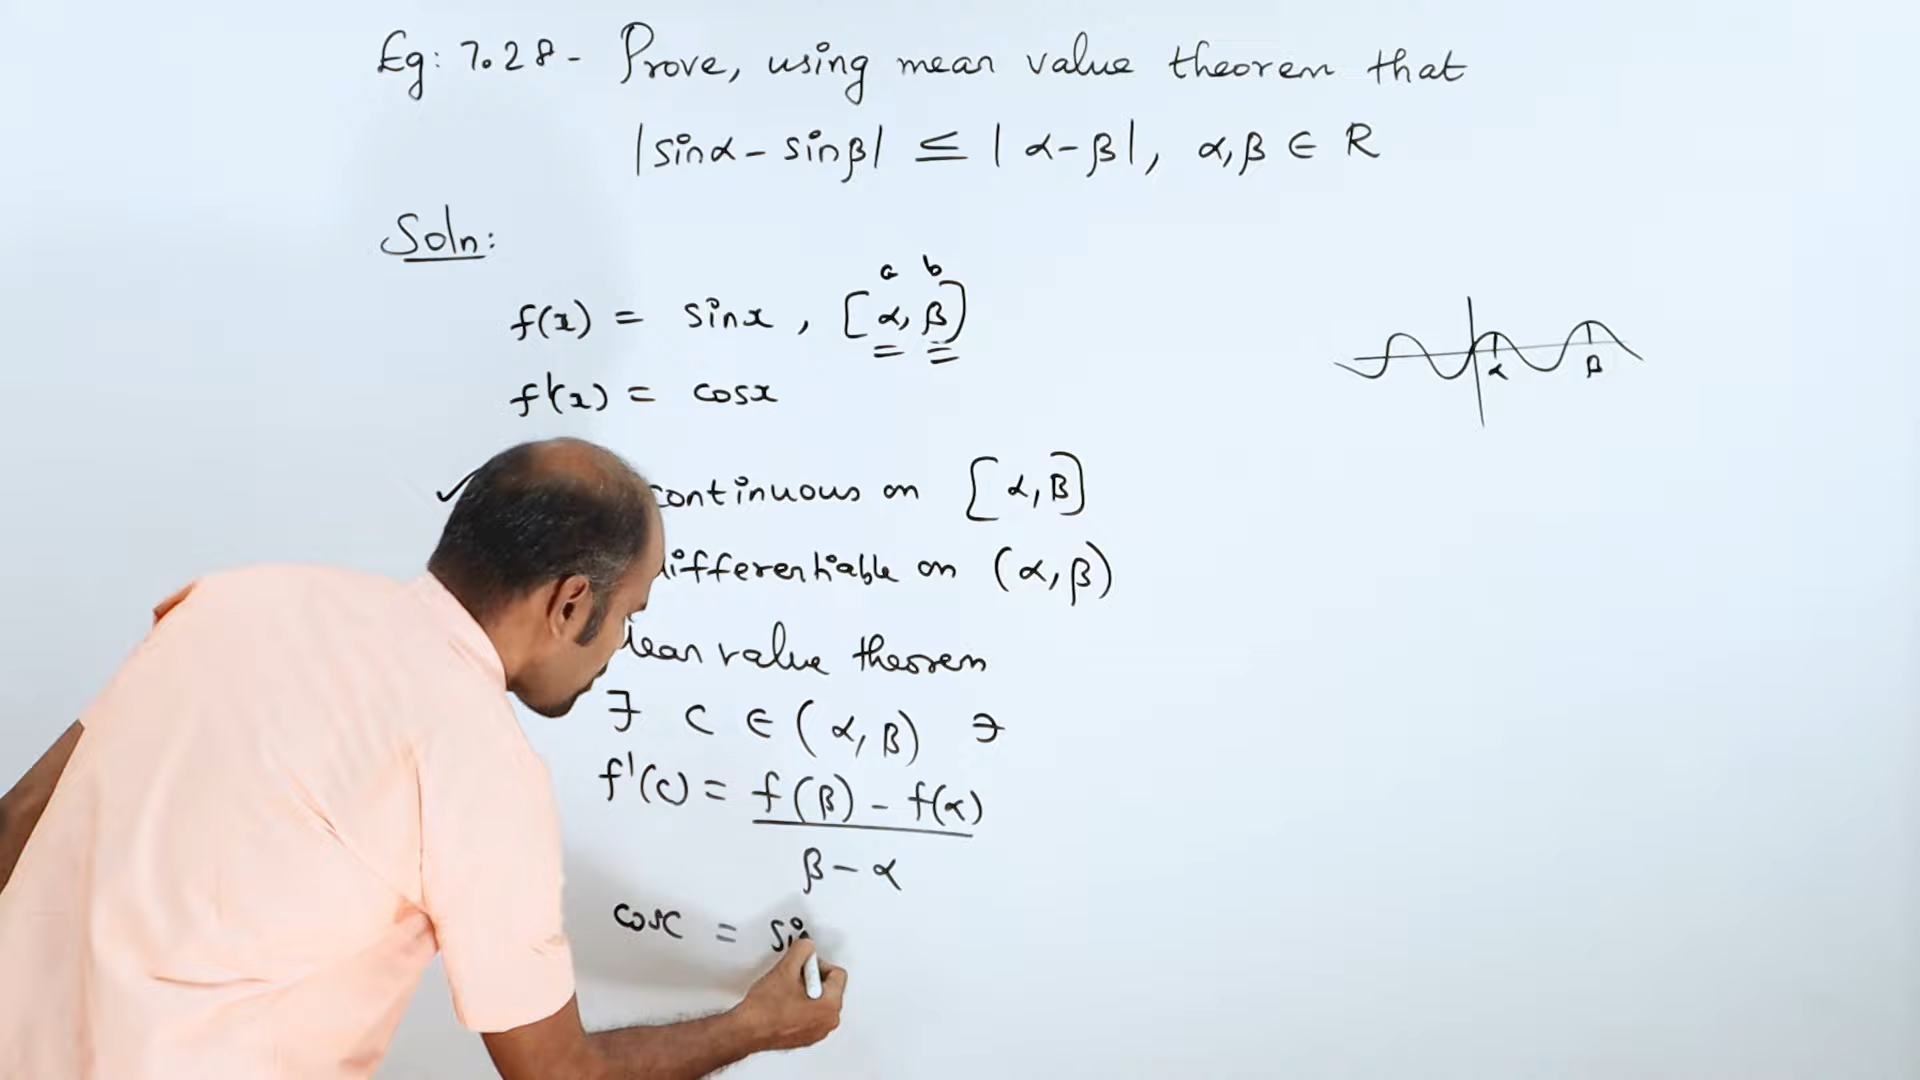 Eg: 7.28 - Prove, using mean value theorem that
|sinα - sinβ| ≤ |α-β|, α,β ∈ R
Soln:
a b
f(x) = sinx, [α, β]
f'(x) = cosx
α β
continuous on [α, β]
differentiable on (α, β)
Mean value theorem
∃ c ∈ (α, β) ∋
f'(c) = f(β) - f(α)
β - α
cosc = sin